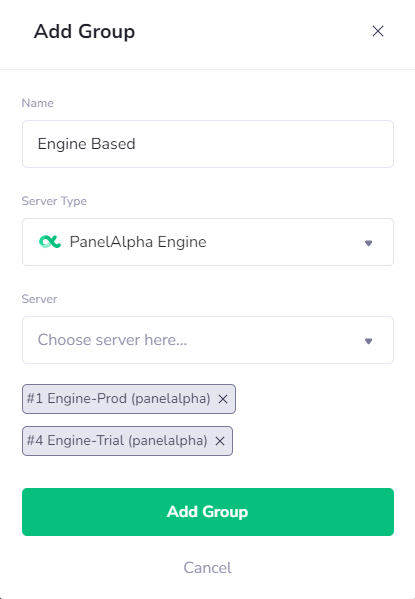 Add Group
Name
Engine Based
Server Type
PanelAlpha Engine
Server
Choose server here...
#1 Engine-Prod (panelalpha)
#4 Engine-Trial (panelalpha)
Add Group
Cancel